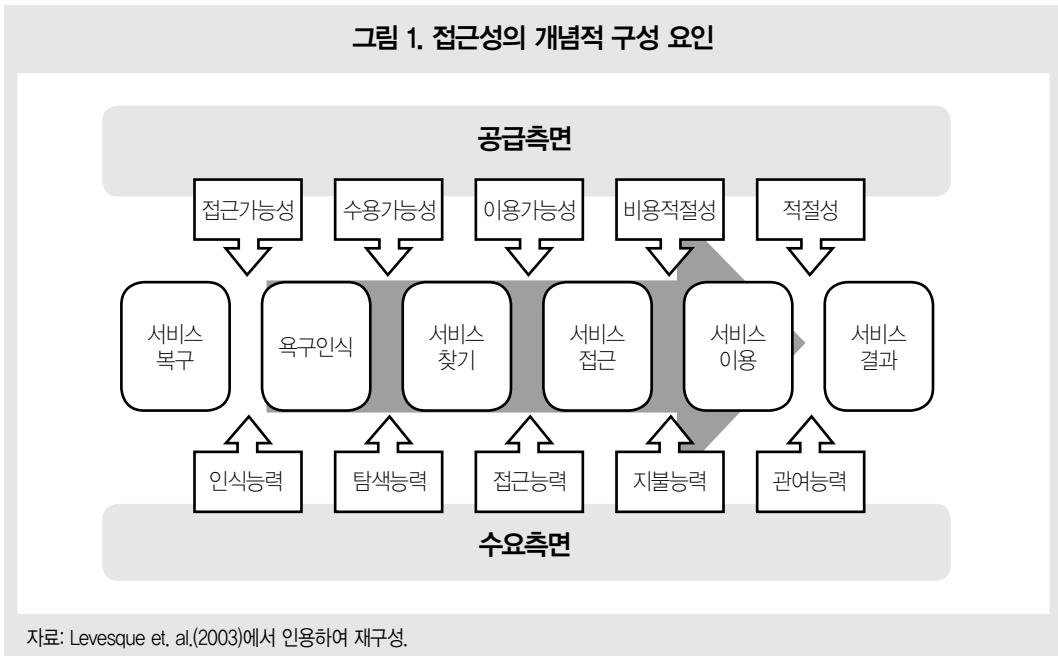 그림 1. 접근성의 개념적 구성 요인
공급측면
접근가능성 수용가능성 이용가능성 비용적절성 적절성
서비스 복구
욕구인식
서비스 찾기
서비스 접근
서비스 이용
서비스 결과
인식능력 탐색능력 접근능력 지불능력 관여능력
수요측면
자료: Levesque et. al.(2003)에서 인용하여 재구성.